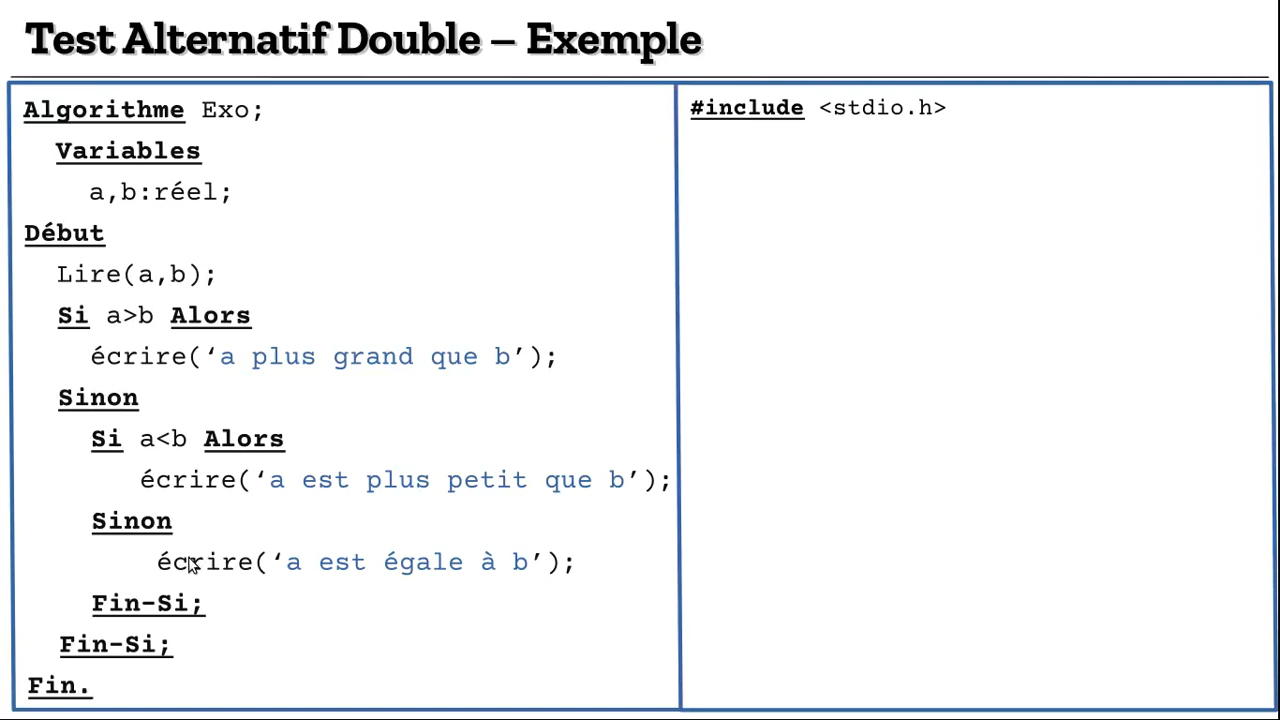 Test Alternatif Double – Exemple
Algorithme Exo;
Variables
a,b:réel;
Début
Lire(a,b);
Si a>b Alors
écrire(‘a plus grand que b’);
Sinon
Si a<b Alors
écrire(‘a est plus petit que b’);
Sinon
écrire(‘a est égale à b’);
Fin-Si;
Fin-Si;
Fin.
#include <stdio.h>